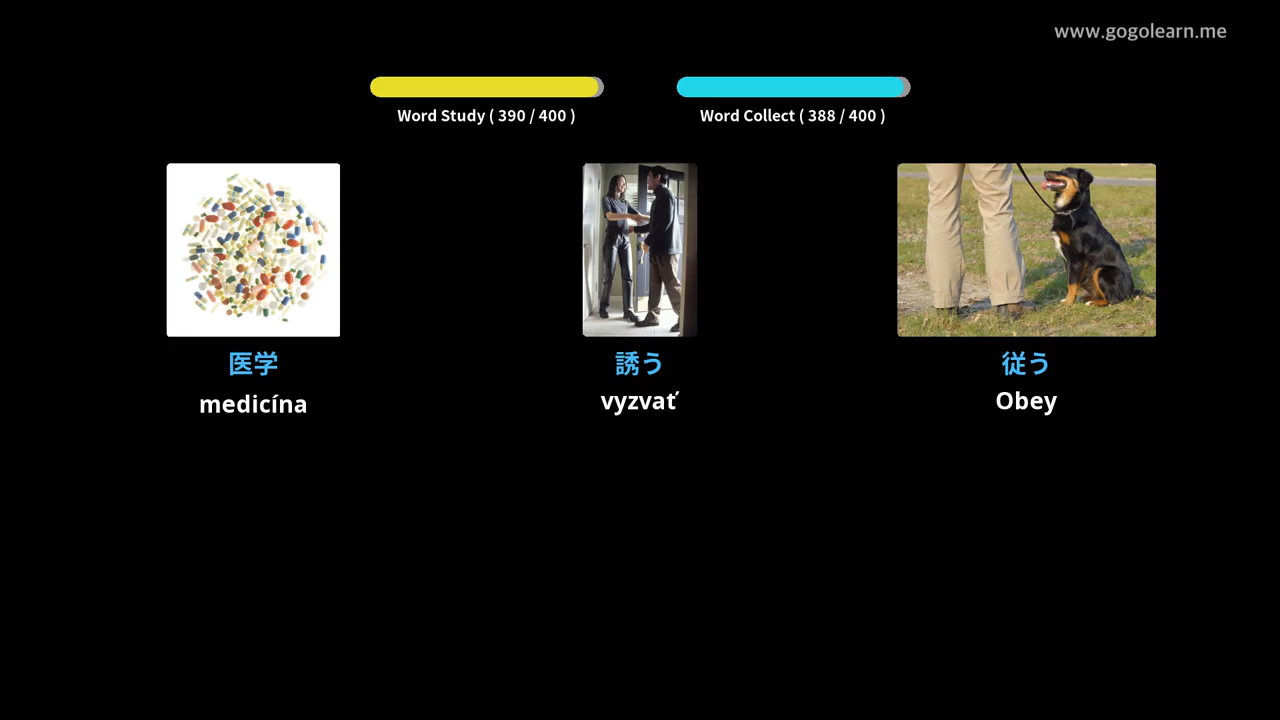 www.gogolearn.me
Word Study ( 390 / 400 )
Word Collect ( 388 / 400 )
医学
誘う
従う
medicína
vyzvať
Obey